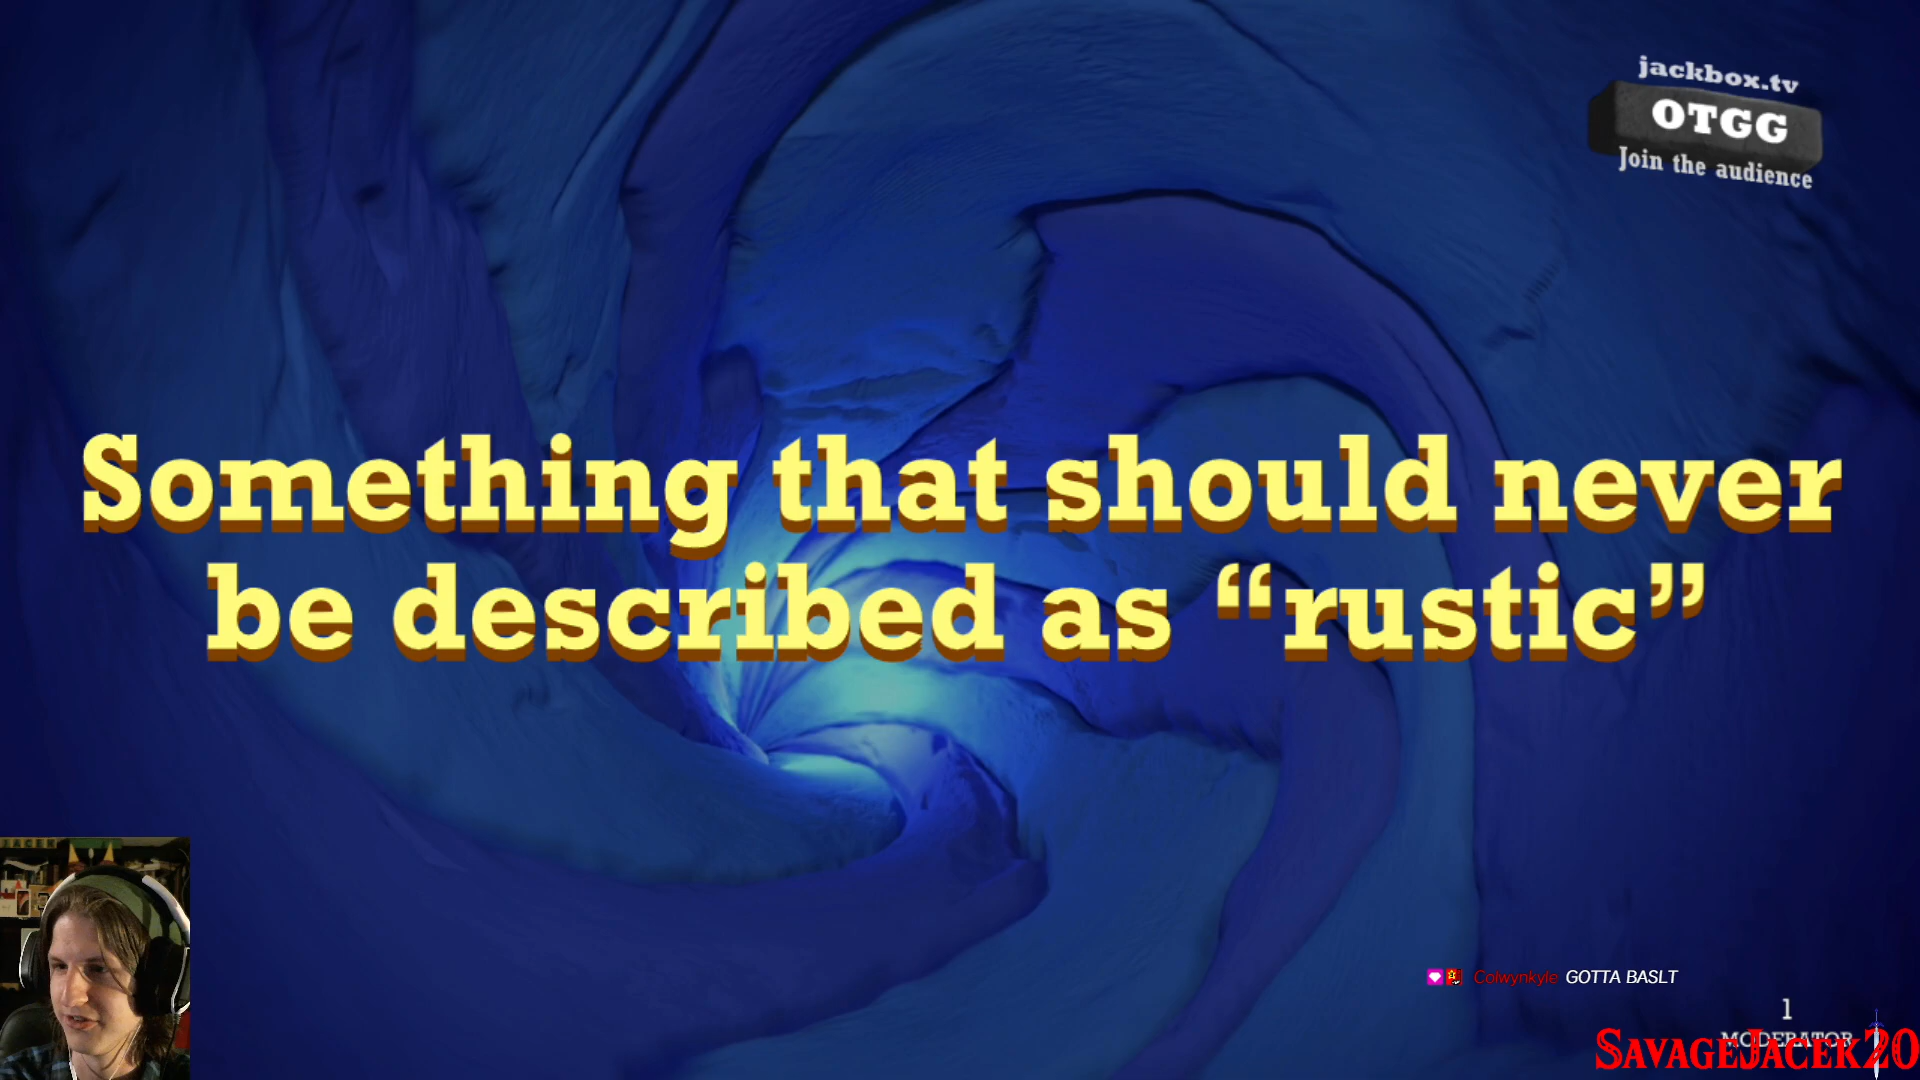 jackbox.tv
OTGG
Join the audience
Something that should never
be described as “rustic”
Colwynkyle GOTTA BASLT
1
MODERATOR
SAVAGEJACEK20